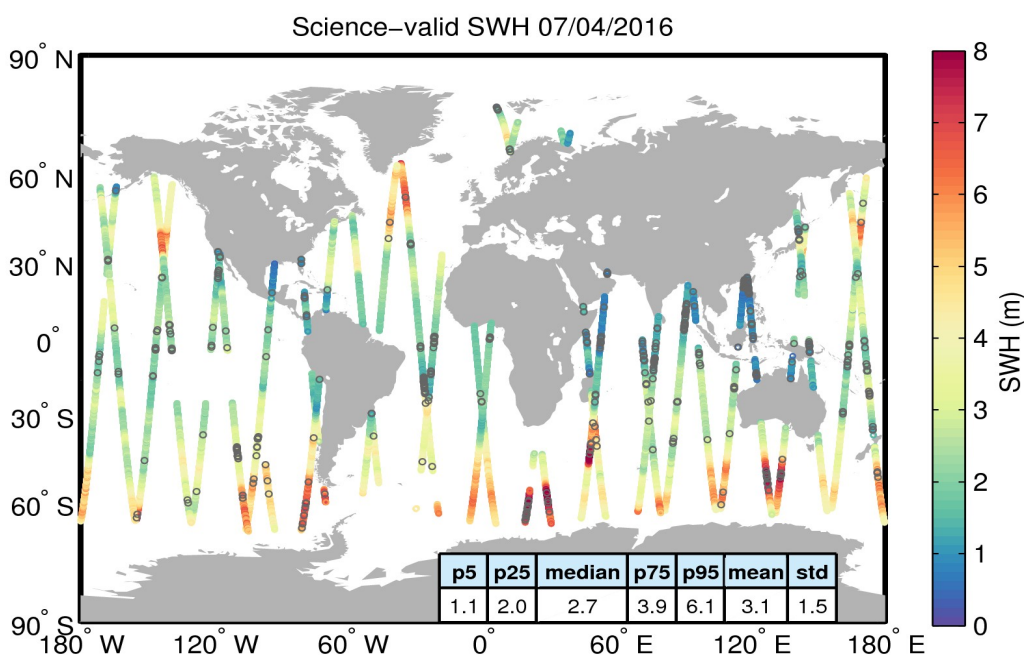 Science−valid SWH 07/04/2016
90° N
60° N
30° N
0°
30° S
60° S
90° S
180° W
120° W
60° W
0°
60° E
120° E
180° E
8
7
6
5
4
3
2
1
0
SWH (m)
p5 p25 median p75 p95 mean std
1.1 2.0 2.7 3.9 6.1 3.1 1.5